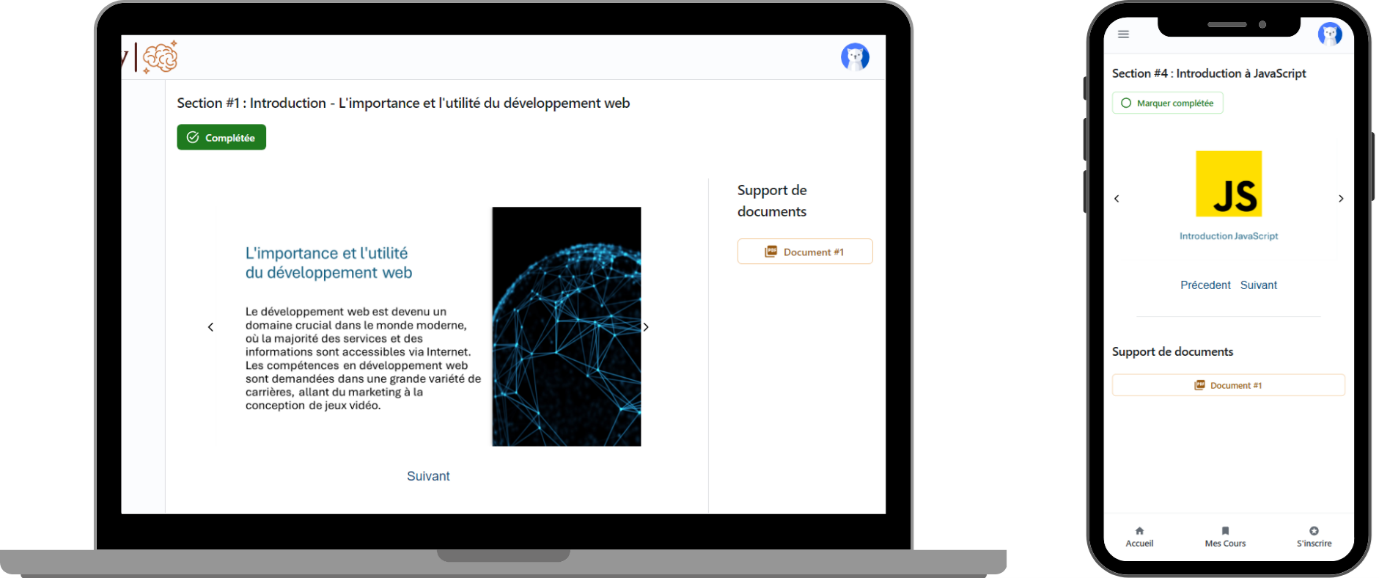 Section #1 : Introduction - L'importance et l'utilité du développement web
Complétée
L'importance et l'utilité
du développement web
Le développement web est devenu un
domaine crucial dans le monde moderne,
où la majorité des services et des
informations sont accessibles via Internet.
Les compétences en développement web
sont demandées dans une grande variété de
carrières, allant du marketing à la
conception de jeux vidéo.
Suivant
Support de
documents
PDF Document #1
Section #4 : Introduction à JavaScript
Marquer complétée
JS
Introduction JavaScript
Précedent Suivant
Support de documents
PDF Document #1
Accueil Mes Cours S'inscrire